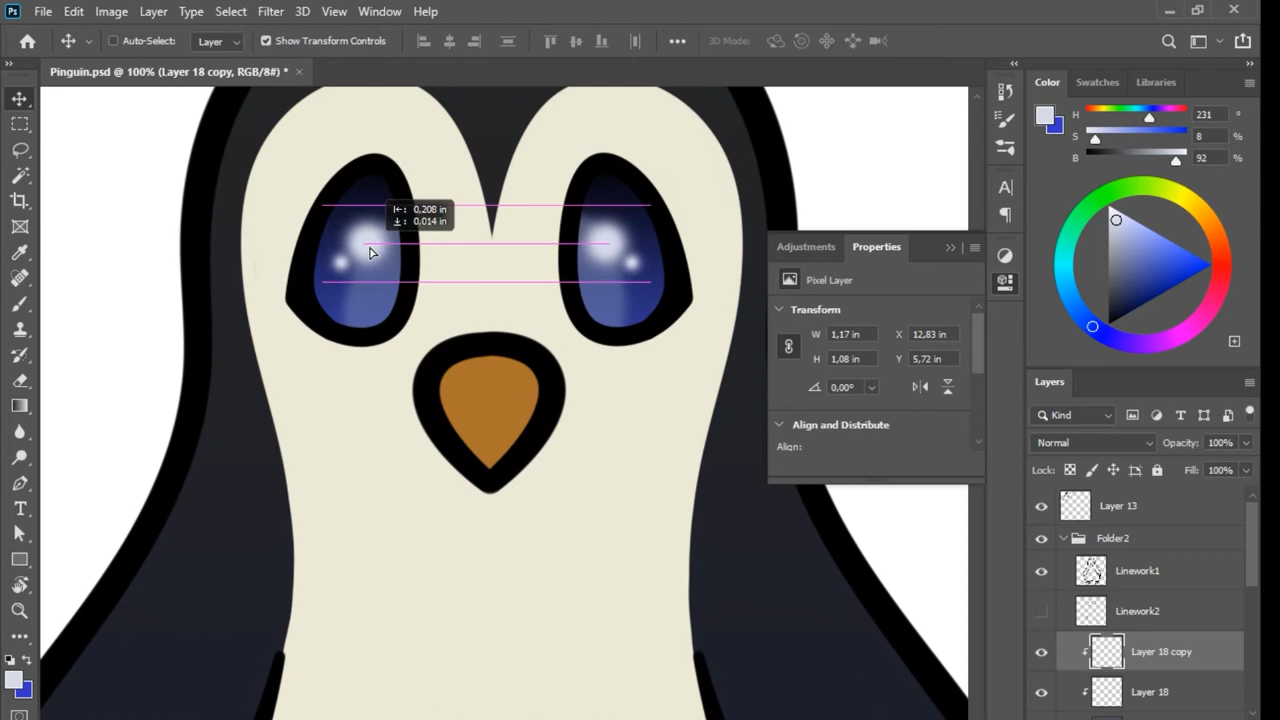 Ps File Edit Image Layer Type Select Filter 3D View Window Help
Auto-Select: Layer Show Transform Controls 3D Mode:
Pinguin.psd @ 100% (Layer 18 copy, RGB/8#) *
0,208 in
0,014 in
Color Swatches Libraries
H 231 °
S 8 %
B 92 %
Adjustments Properties
Pixel Layer
Transform
W 1,17 in X 12,83 in
H 1,08 in Y 5,72 in
0,00°
Align and Distribute
Align:
Layers
Kind
Normal Opacity: 100%
Lock: Fill: 100%
Layer 13
Folder2
Linework1
Linework2
Layer 18 copy
Layer 18